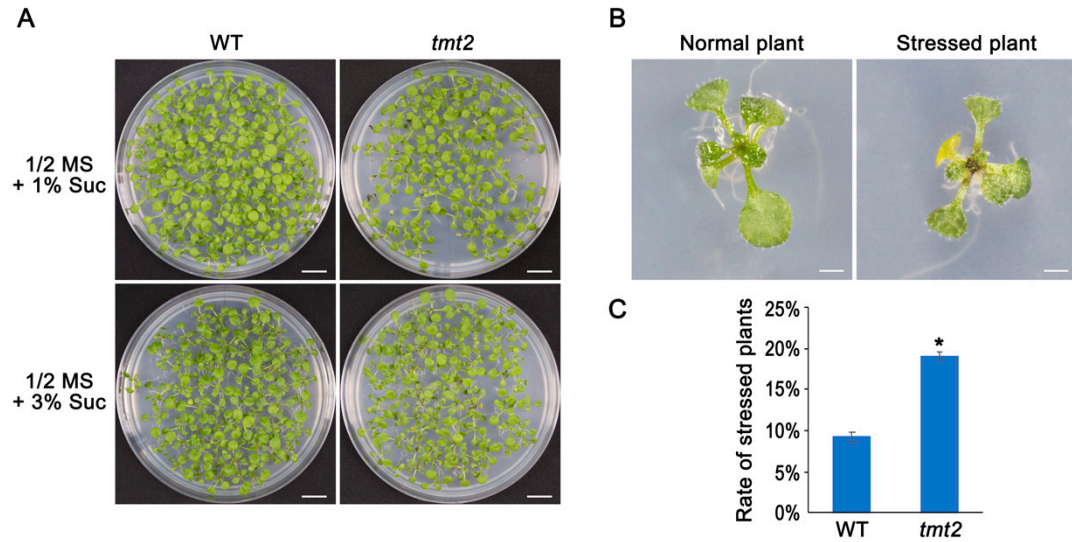 A
WT
tmt2
1/2 MS
+ 1% Suc
1/2 MS
+ 3% Suc
B
Normal plant
Stressed plant
C
Rate of stressed plants
25%
20%
15%
10%
5%
0%
*
WT
tmt2